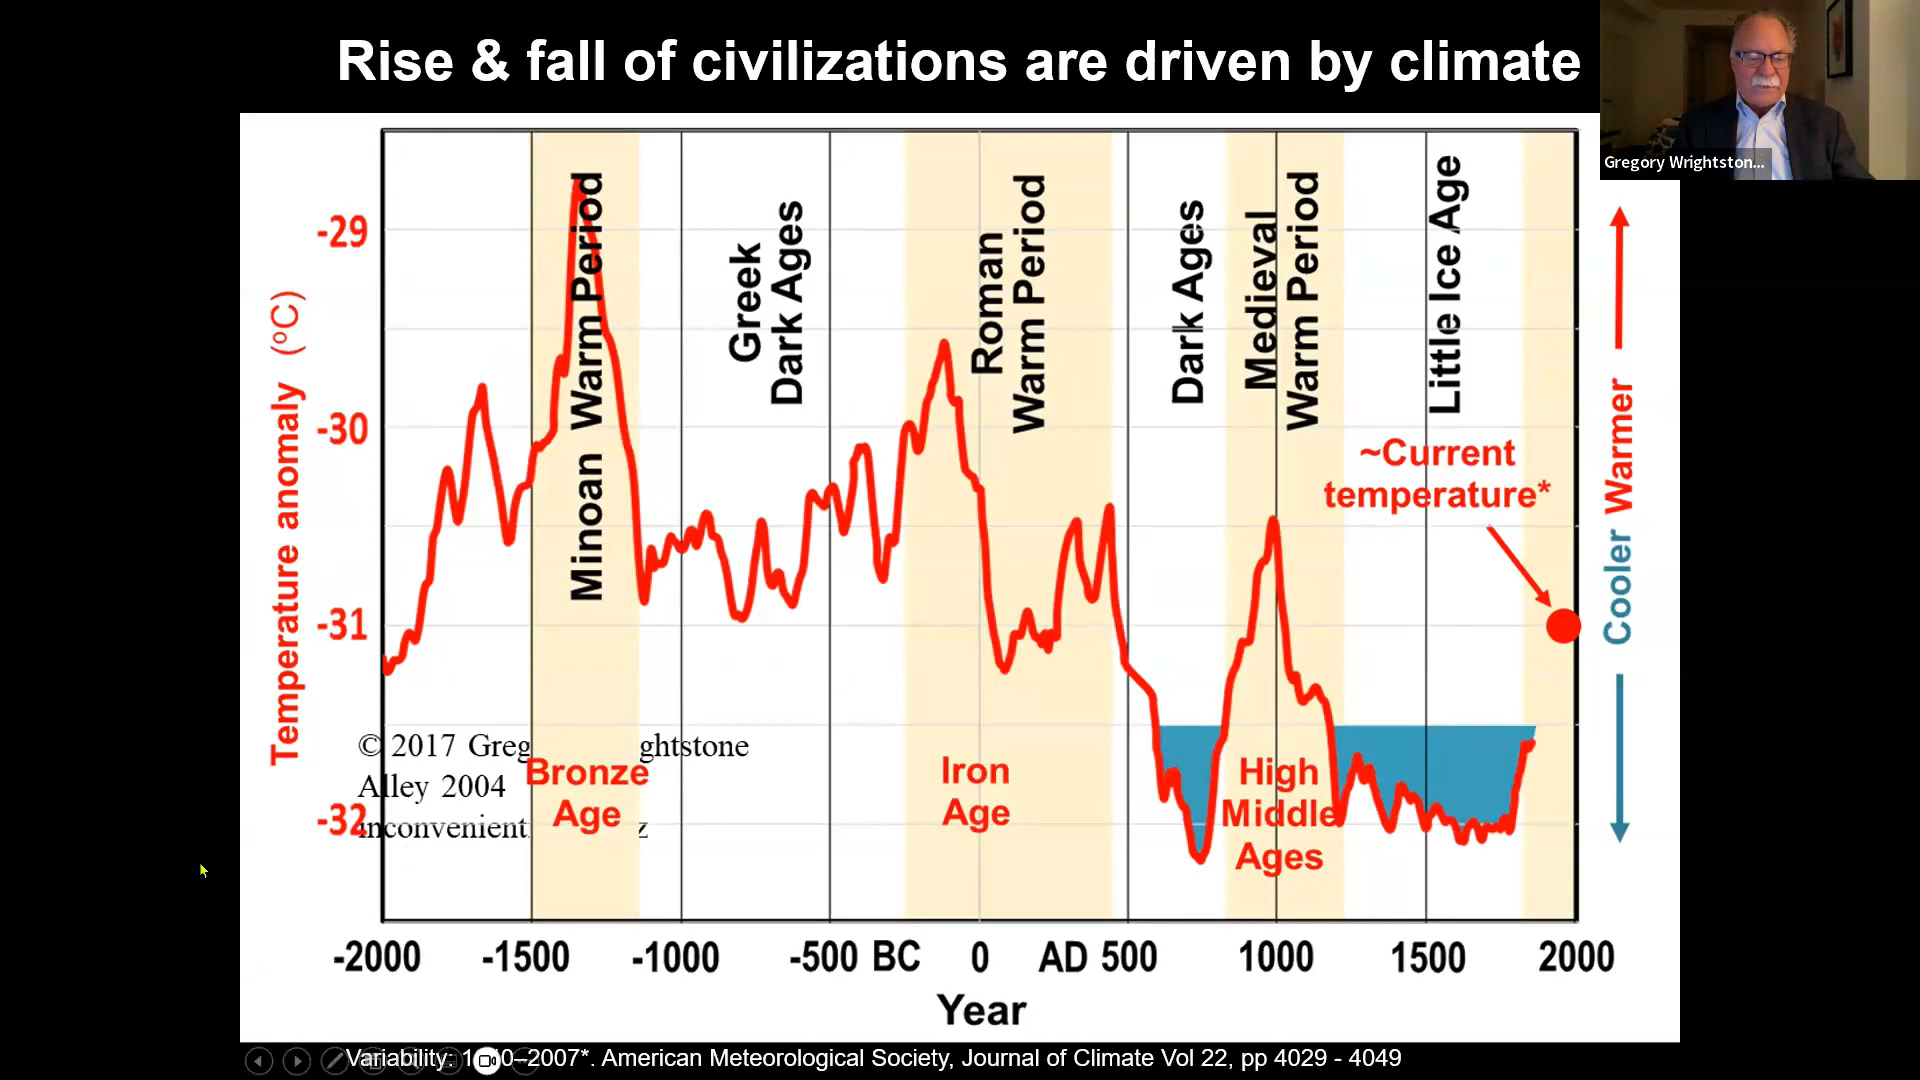 Rise & fall of civilizations are driven by climate
Gregory Wrightston...
Temperature anomaly (ºC)
-29
-30
-31
-32
Minoan Warm Period
Greek
Dark Ages
Roman
Warm Period
Dark Ages
Medieval
Warm Period
Little Ice Age
~Current
temperature*
Cooler Warmer
© 2017 Greg ghtstone
Alley 2004
inconvenient. z
Bronze
Age
Iron
Age
High
Middle
Ages
-2000 -1500 -1000 -500 BC 0 AD 500 1000 1500 2000
Year
Variability: 1 0–2007*. American Meteorological Society, Journal of Climate Vol 22, pp 4029 - 4049